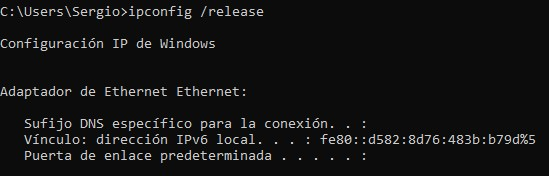 C:\Users\Sergio>ipconfig /release
Configuración IP de Windows
Adaptador de Ethernet Ethernet:
Sufijo DNS específico para la conexión. . :
Vínculo: dirección IPv6 local. . . : fe80::d582:8d76:483b:b79d%5
Puerta de enlace predeterminada . . . . . :